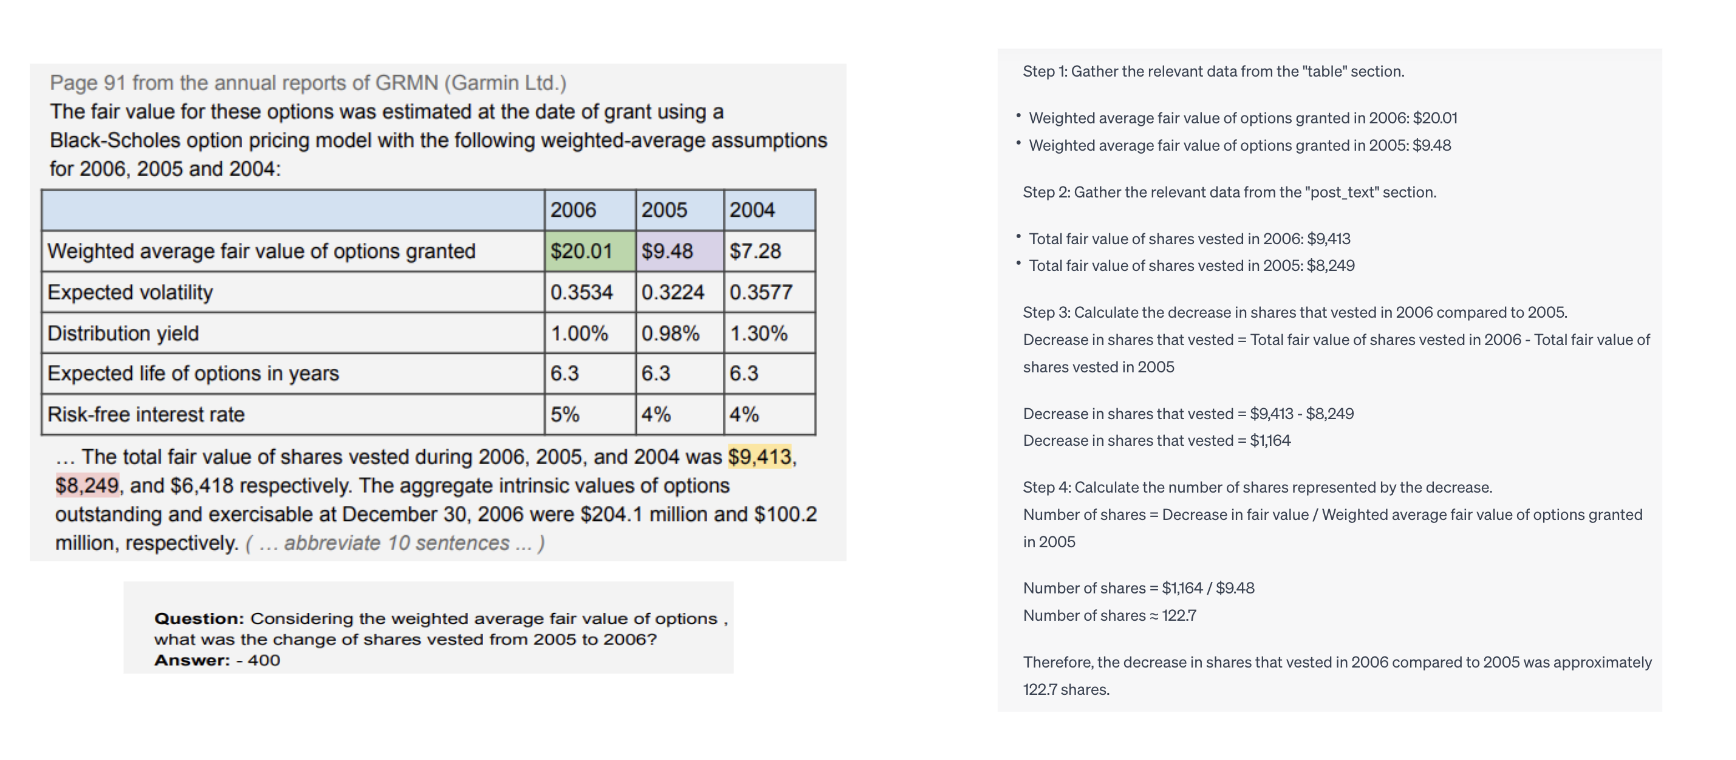 Page 91 from the annual reports of GRMN (Garmin Ltd.)
The fair value for these options was estimated at the date of grant using a
Black-Scholes option pricing model with the following weighted-average assumptions
for 2006, 2005 and 2004:
2006 2005 2004
Weighted average fair value of options granted $20.01 $9.48 $7.28
Expected volatility 0.3534 0.3224 0.3577
Distribution yield 1.00% 0.98% 1.30%
Expected life of options in years 6.3 6.3 6.3
Risk-free interest rate 5% 4% 4%
… The total fair value of shares vested during 2006, 2005, and 2004 was $9,413,
$8,249, and $6,418 respectively. The aggregate intrinsic values of options
outstanding and exercisable at December 30, 2006 were $204.1 million and $100.2
million, respectively. ( … abbreviate 10 sentences ... )
Question: Considering the weighted average fair value of options ,
what was the change of shares vested from 2005 to 2006?
Answer: - 400
Step 1: Gather the relevant data from the "table" section.
• Weighted average fair value of options granted in 2006: $20.01
• Weighted average fair value of options granted in 2005: $9.48
Step 2: Gather the relevant data from the "post_text" section.
• Total fair value of shares vested in 2006: $9,413
• Total fair value of shares vested in 2005: $8,249
Step 3: Calculate the decrease in shares that vested in 2006 compared to 2005.
Decrease in shares that vested = Total fair value of shares vested in 2006 - Total fair value of
shares vested in 2005
Decrease in shares that vested = $9,413 - $8,249
Decrease in shares that vested = $1,164
Step 4: Calculate the number of shares represented by the decrease.
Number of shares = Decrease in fair value / Weighted average fair value of options granted
in 2005
Number of shares = $1,164 / $9.48
Number of shares ≈ 122.7
Therefore, the decrease in shares that vested in 2006 compared to 2005 was approximately
122.7 shares.